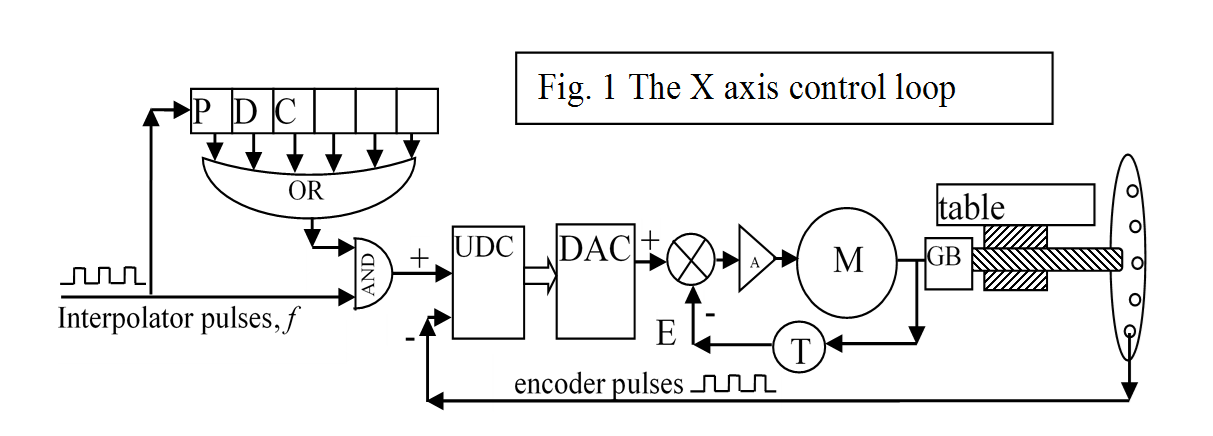 Fig. 1 The X axis control loop
P D C
OR
AND
+
UDC
DAC
+
A
M
GB
table
Interpolator pulses, f
-
E
-
T
encoder pulses